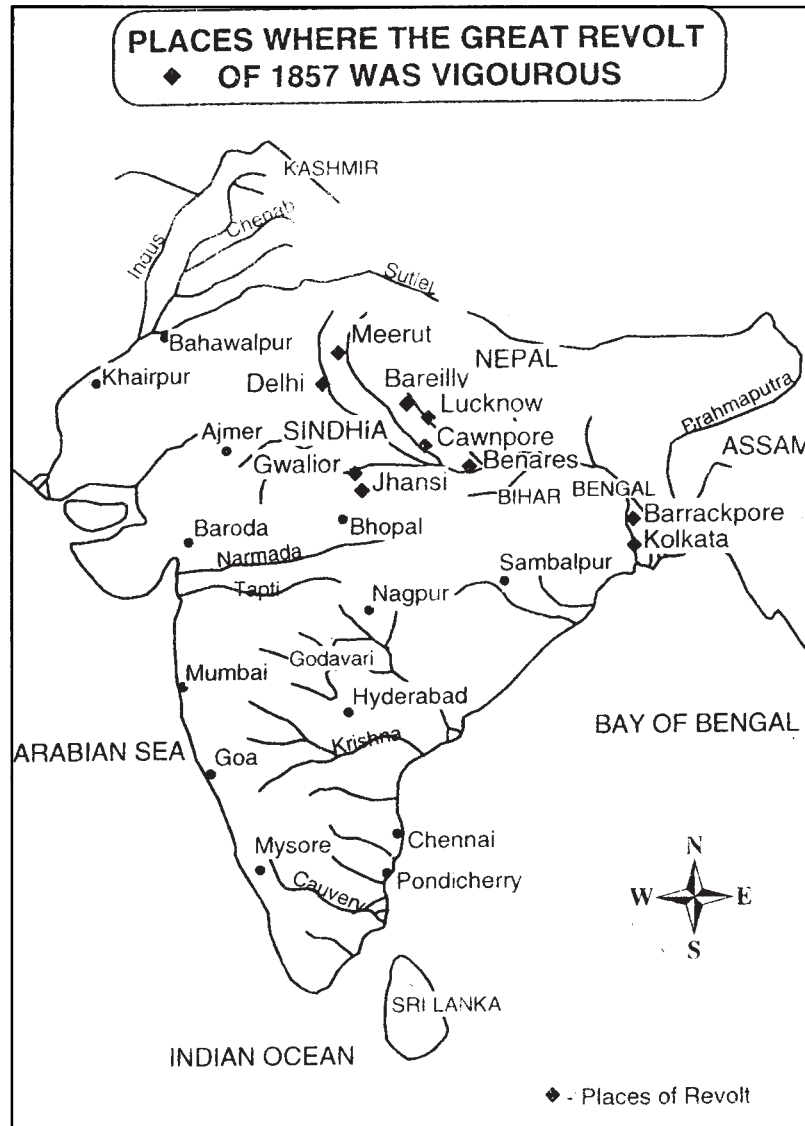 PLACES WHERE THE GREAT REVOLT
◆ OF 1857 WAS VIGOUROUS
KASHMIR
Chenab
Indus
Sutlej
Meerut
Bahawalpur
NEPAL
Khairpur
Delhi
Bareilly
Lucknow
Brahmaputra
Ajmer
SINDHIA
Cawnpore
ASSAM
Gwalior
Benares
Jhansi
BIHAR
BENGAL
Barrackpore
Baroda
Bhopal
Kolkata
Narmada
Sambalpur
Tapti
Nagpur
Godavari
Mumbai
Hyderabad
BAY OF BENGAL
Krishna
ARABIAN SEA
Goa
Chennai
Mysore
Pondicherry
Cauvery
N
W E
S
SRI LANKA
INDIAN OCEAN
◆ - Places of Revolt